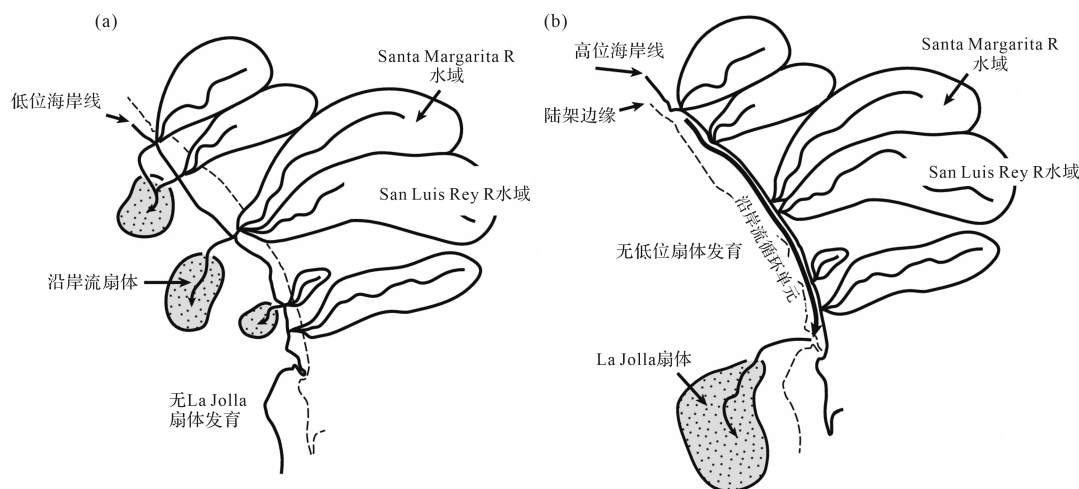 (a)
Santa Margarita R
水域
低位海岸线
San Luis Rey R水域
沿岸流扇体
无La Jolla
扇体发育
(b)
高位海岸线
Santa Margarita R
水域
陆架边缘
San Luis Rey R水域
沿岸流循环单元
无低位扇体发育
La Jolla扇体